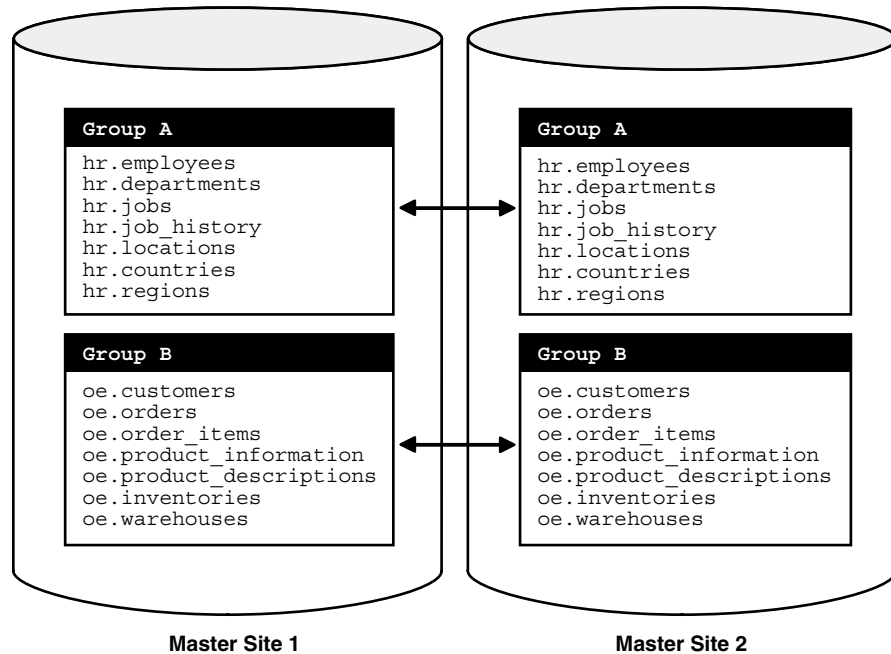 Group A
hr.employees
hr.departments
hr.jobs
hr.job_history
hr.locations
hr.countries
hr.regions
Group B
oe.customers
oe.orders
oe.order_items
oe.product_information
oe.product_descriptions
oe.inventories
oe.warehouses
Master Site 1
Group A
hr.employees
hr.departments
hr.jobs
hr.job_history
hr.locations
hr.countries
hr.regions
Group B
oe.customers
oe.orders
oe.order_items
oe.product_information
oe.product_descriptions
oe.inventories
oe.warehouses
Master Site 2